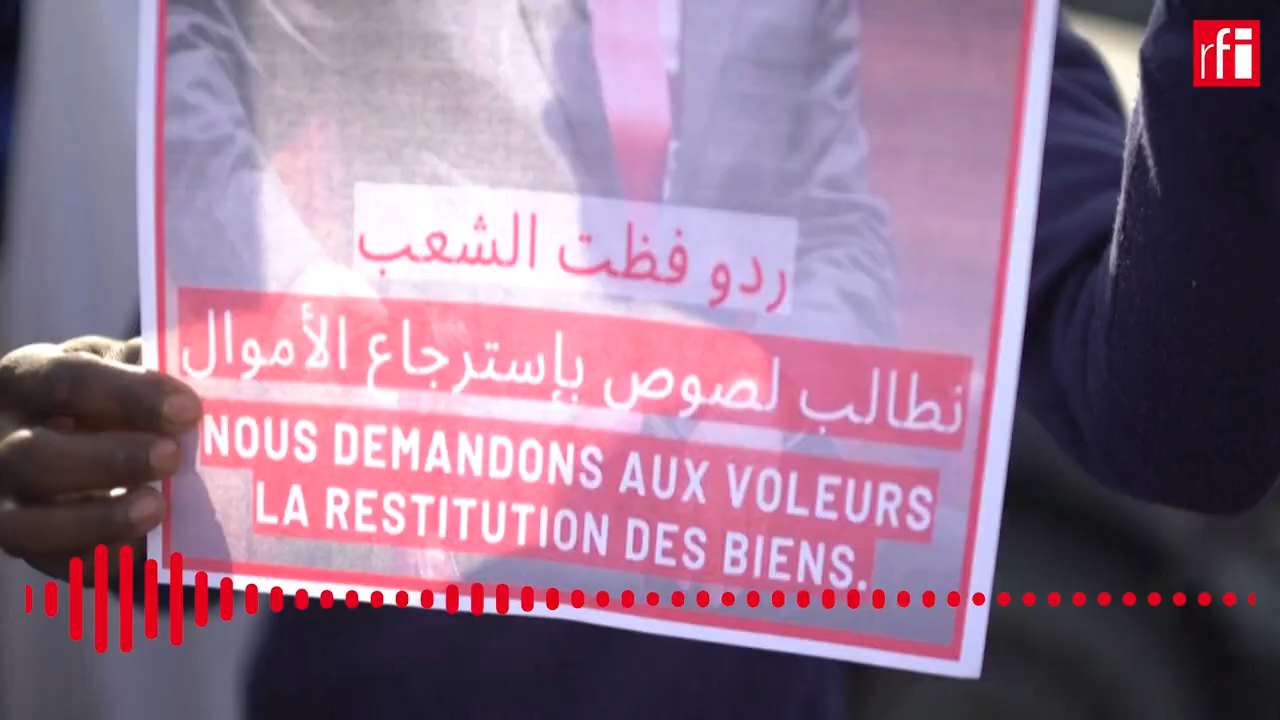 rfi
ردو فظت الشعب
نطالب لصوص بإسترجاع الأموال
NOUS DEMANDONS AUX VOLEURS
LA RESTITUTION DES BIENS.